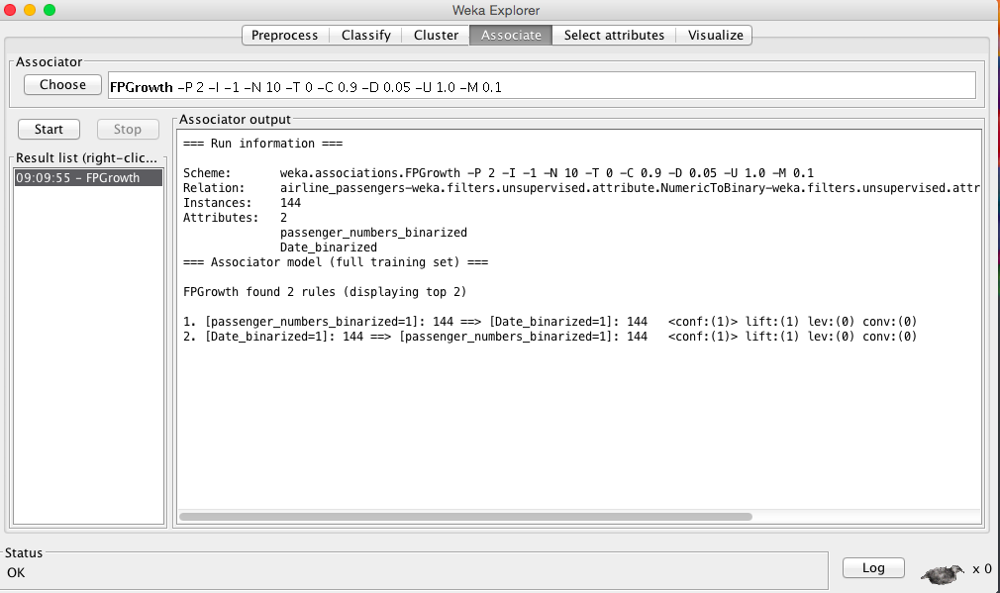 Weka Explorer
Preprocess Classify Cluster Associate Select attributes Visualize
Associator
Choose FPGrowth -P 2 -I -1 -N 10 -T 0 -C 0.9 -D 0.05 -U 1.0 -M 0.1
Start Stop
Result list (right-clic...
09:09:55 - FPGrowth
Associator output
=== Run information ===
Scheme: weka.associations.FPGrowth -P 2 -I -1 -N 10 -T 0 -C 0.9 -D 0.05 -U 1.0 -M 0.1
Relation: airline_passengers-weka.filters.unsupervised.attribute.NumericToBinary-weka.filters.unsupervised.attr
Instances: 144
Attributes: 2
passenger_numbers_binarized
Date_binarized
=== Associator model (full training set) ===
FPGrowth found 2 rules (displaying top 2)
1. [passenger_numbers_binarized=1]: 144 ==> [Date_binarized=1]: 144 <conf:(1)> lift:(1) lev:(0) conv:(0)
2. [Date_binarized=1]: 144 ==> [passenger_numbers_binarized=1]: 144 <conf:(1)> lift:(1) lev:(0) conv:(0)
Status
OK
Log x 0